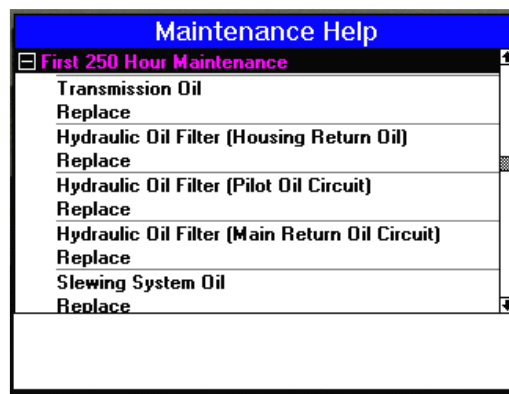 Maintenance Help
First 250 Hour Maintenance
Transmission Oil
Replace
Hydraulic Oil Filter (Housing Return Oil)
Replace
Hydraulic Oil Filter (Pilot Oil Circuit)
Replace
Hydraulic Oil Filter (Main Return Oil Circuit)
Replace
Slewing System Oil
Replace